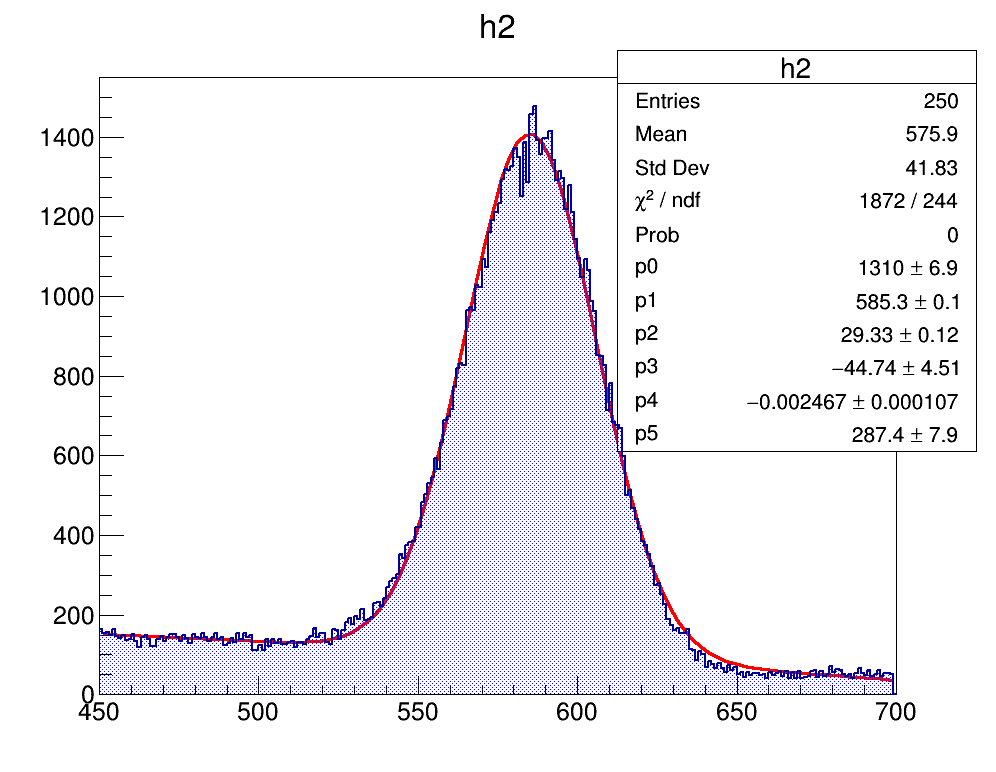 h2
h2
Entries 250
Mean 575.9
Std Dev 41.83
χ² / ndf 1872 / 244
Prob 0
p0 1310 ± 6.9
p1 585.3 ± 0.1
p2 29.33 ± 0.12
p3 −44.74 ± 4.51
p4 −0.002467 ± 0.000107
p5 287.4 ± 7.9
1400
1200
1000
800
600
400
200
0
450 500 550 600 650 700